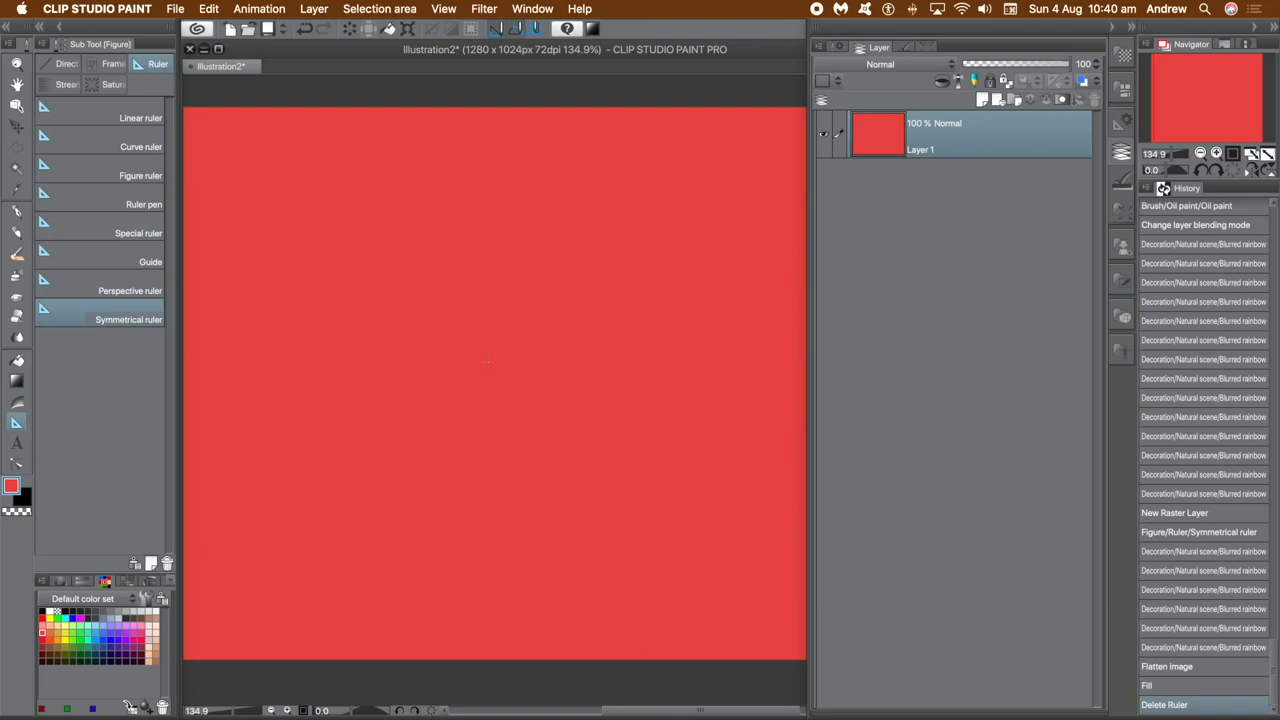 CLIP STUDIO PAINT File Edit Animation Layer Selection area View Filter Window Help Sun 4 Aug 10:40 am Andrew
Illustration2* (1280 x 1024px 72dpi 134.9%) - CLIP STUDIO PAINT PRO
Sub Tool [Figure]
Illustration2*
Direct
Frame
Ruler
Strear
Satura
Linear ruler
Curve ruler
Figure ruler
Ruler pen
Special ruler
Guide
Perspective ruler
Symmetrical ruler
Default color set
134.9
0.0
Layer
Normal
100
100 % Normal
Layer 1
Navigator
134.9
0.0
History
Brush/Oil paint/Oil paint
Change layer blending mode
Decoration/Natural scene/Blurred rainbow
Decoration/Natural scene/Blurred rainbow
Decoration/Natural scene/Blurred rainbow
Decoration/Natural scene/Blurred rainbow
Decoration/Natural scene/Blurred rainbow
Decoration/Natural scene/Blurred rainbow
Decoration/Natural scene/Blurred rainbow
Decoration/Natural scene/Blurred rainbow
Decoration/Natural scene/Blurred rainbow
Decoration/Natural scene/Blurred rainbow
Decoration/Natural scene/Blurred rainbow
Decoration/Natural scene/Blurred rainbow
Decoration/Natural scene/Blurred rainbow
Decoration/Natural scene/Blurred rainbow
New Raster Layer
Figure/Ruler/Symmetrical ruler
Decoration/Natural scene/Blurred rainbow
Decoration/Natural scene/Blurred rainbow
Decoration/Natural scene/Blurred rainbow
Decoration/Natural scene/Blurred rainbow
Decoration/Natural scene/Blurred rainbow
Decoration/Natural scene/Blurred rainbow
Flatten image
Fill
Delete Ruler